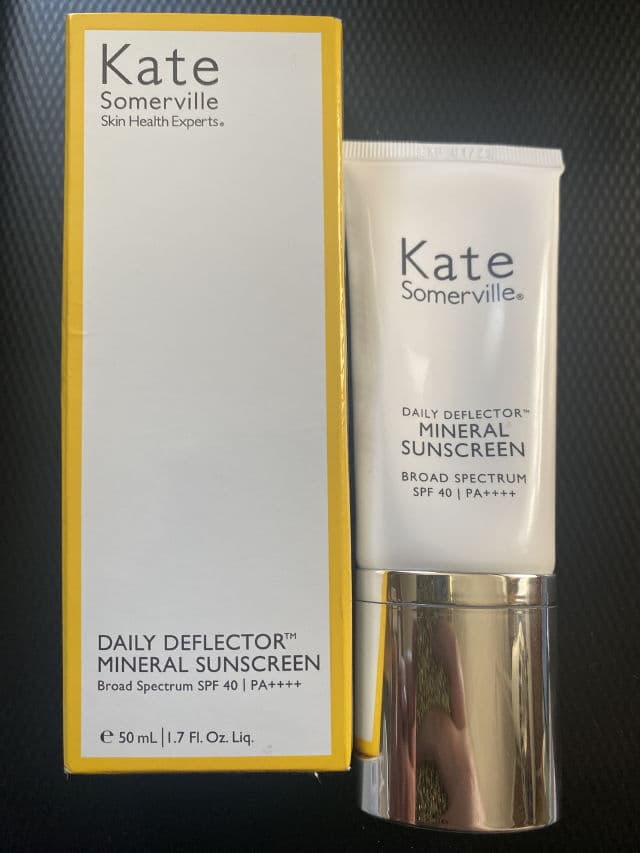 Kate
Somerville
Skin Health Experts®
DAILY DEFLECTOR™
MINERAL SUNSCREEN
Broad Spectrum SPF 40 | PA++++
℮ 50 mL | 1.7 Fl. Oz. Liq.
Kate
Somerville®
DAILY DEFLECTOR™
MINERAL
SUNSCREEN
BROAD SPECTRUM
SPF 40 | PA++++